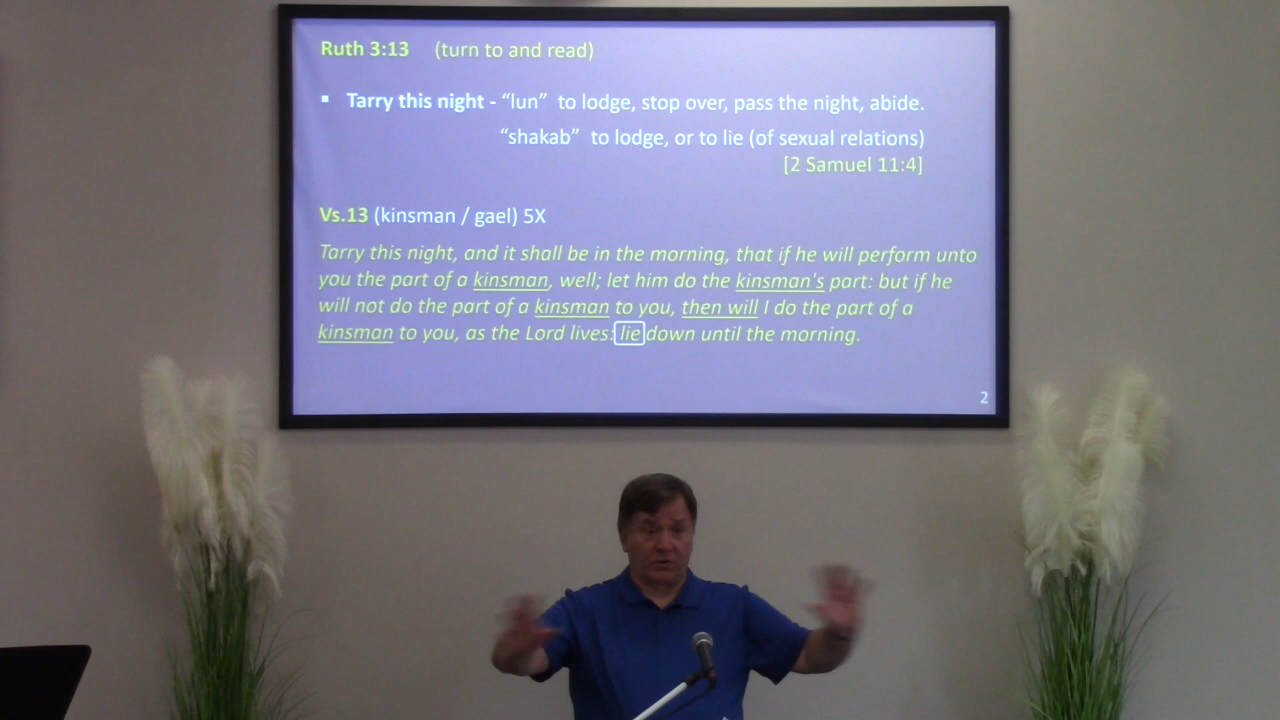 Ruth 3:13 (turn to and read)
▪ Tarry this night - “lun” to lodge, stop over, pass the night, abide.
“shakab” to lodge, or to lie (of sexual relations)
[2 Samuel 11:4]
Vs.13 (kinsman / gael) 5X
Tarry this night, and it shall be in the morning, that if he will perform unto
you the part of a kinsman, well; let him do the kinsman's part: but if he
will not do the part of a kinsman to you, then will I do the part of a
kinsman to you, as the Lord lives: lie down until the morning.
2